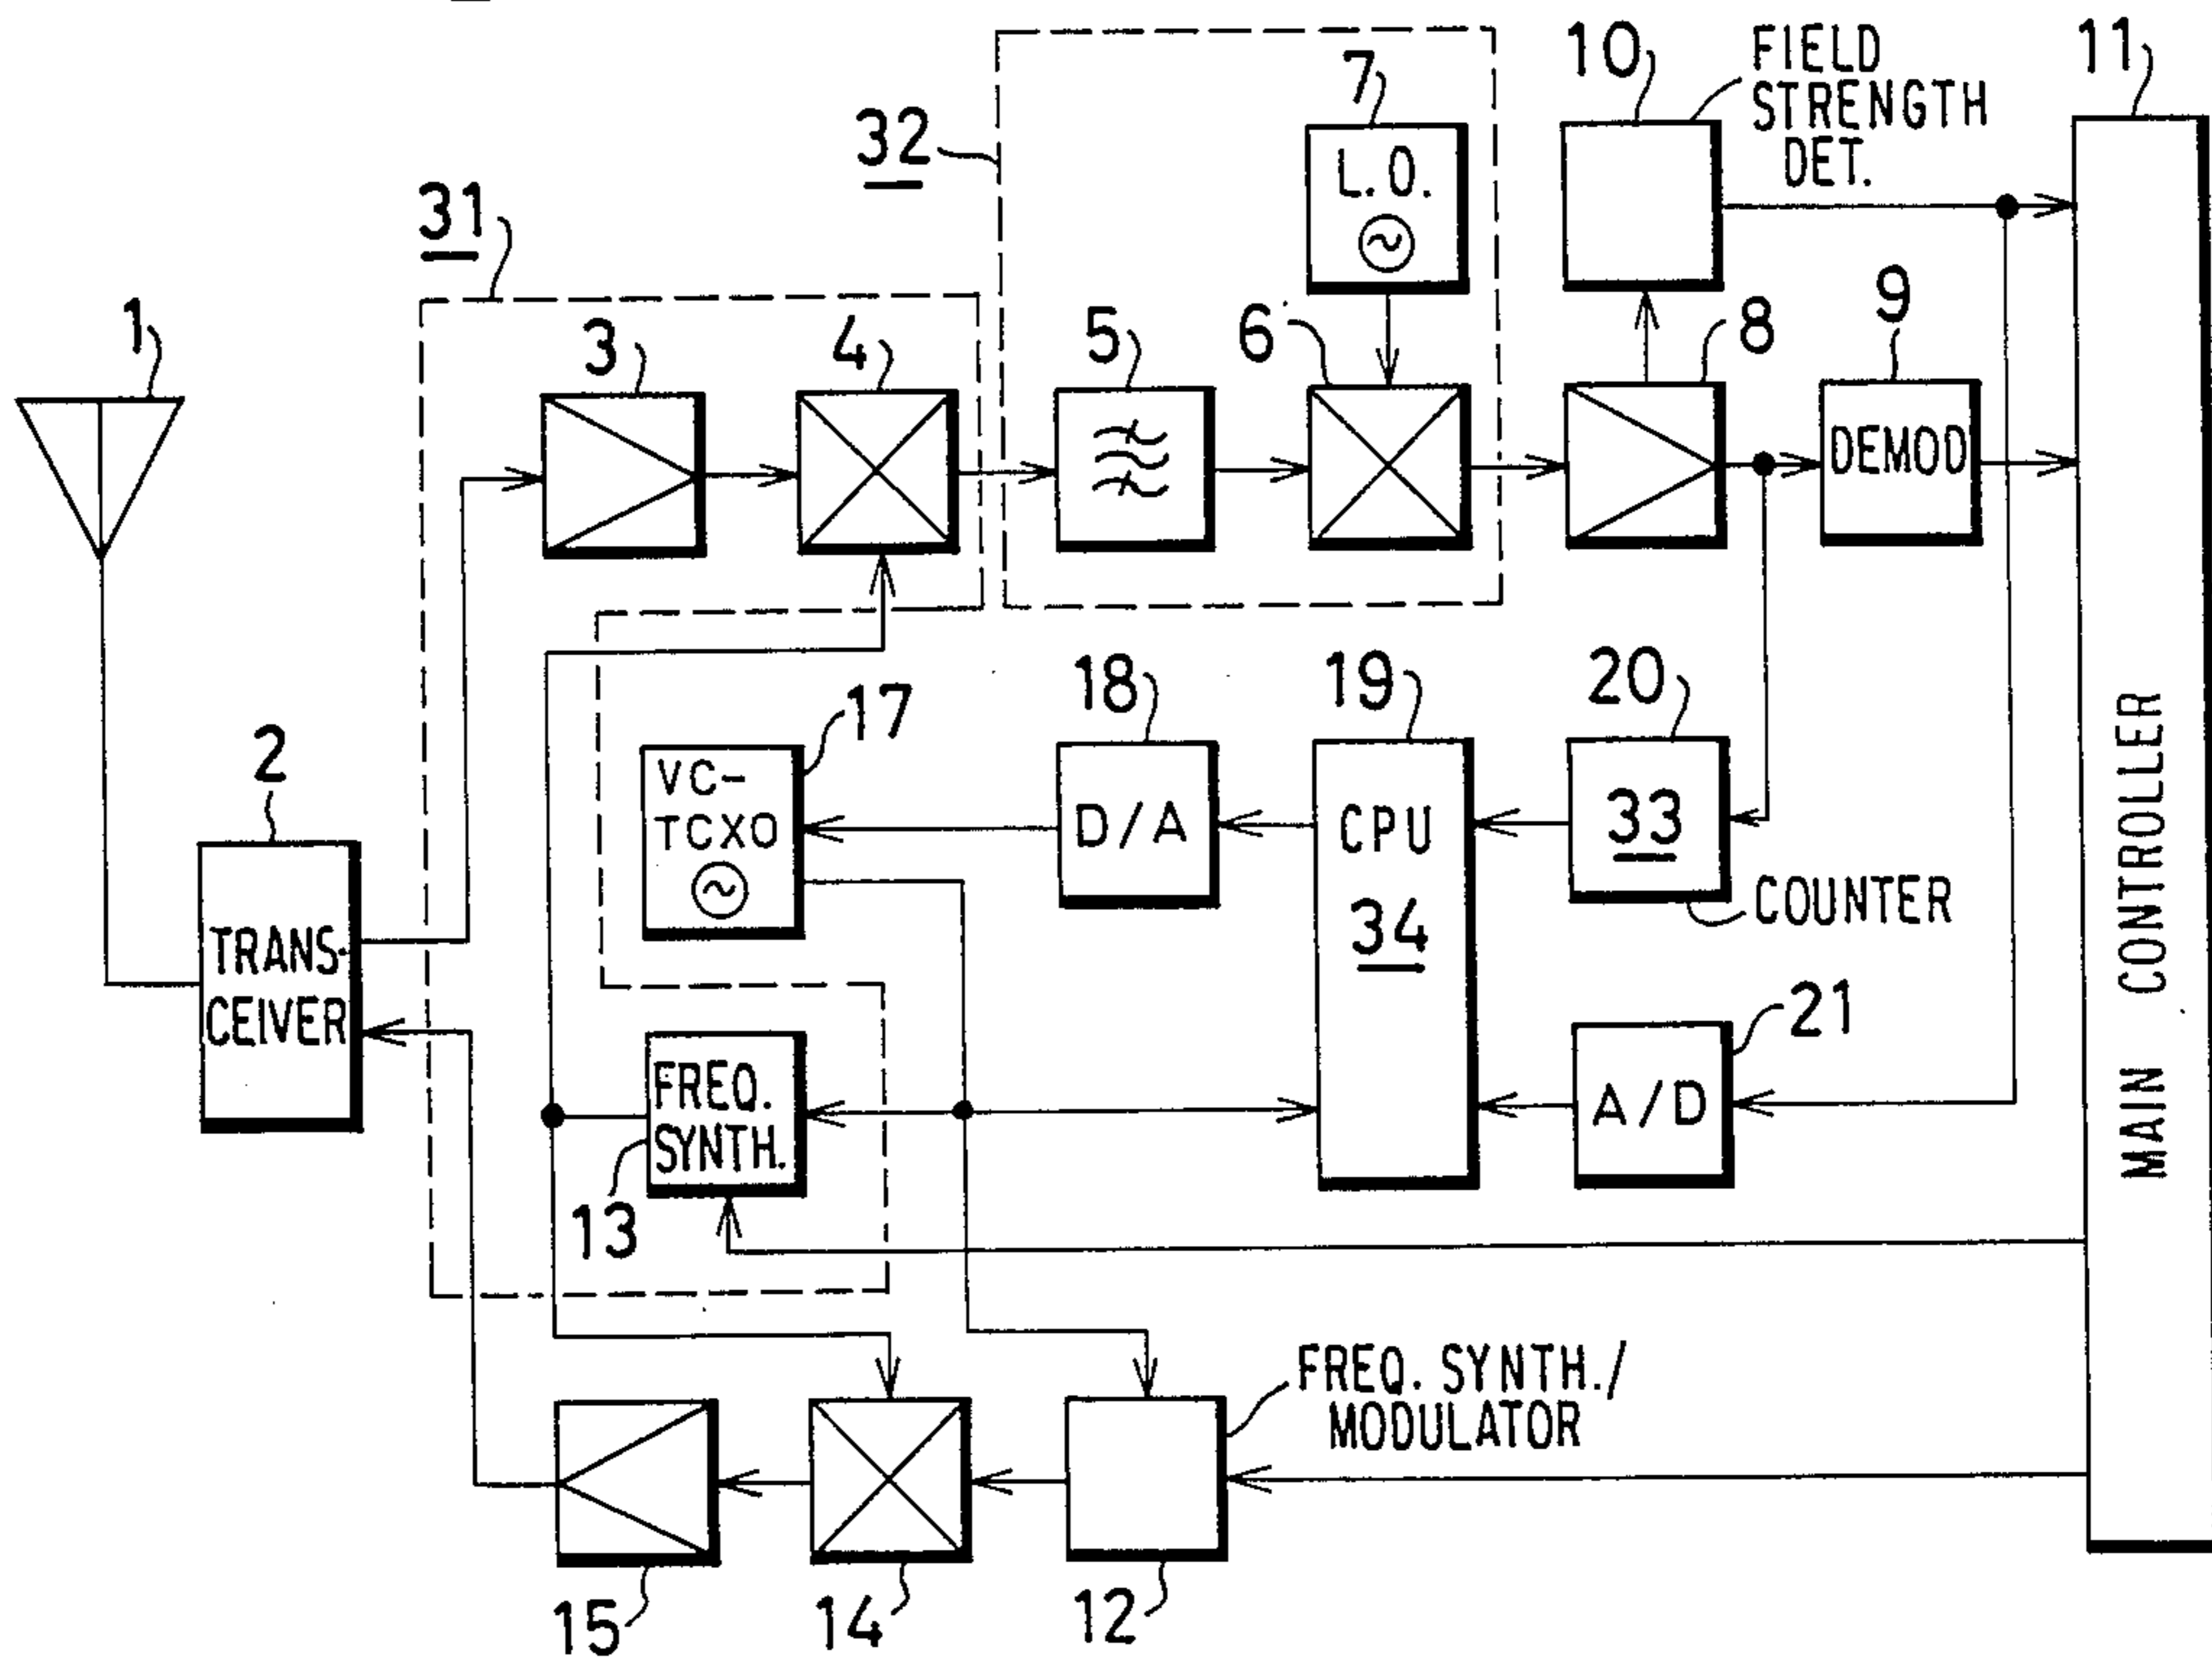 10
FIELD
STRENGTH
DET.
11
7
L.O.
32
31
1
3
4
5
6
8
9
DEMOD
2
TRANS-
CEIVER
17
VC-
TCXO
18
D/A
19
CPU
34
20
33
COUNTER
21
A/D
MAIN CONTROLLER
FREQ.
SYNTH.
13
FREQ. SYNTH./
MODULATOR
15
14
12